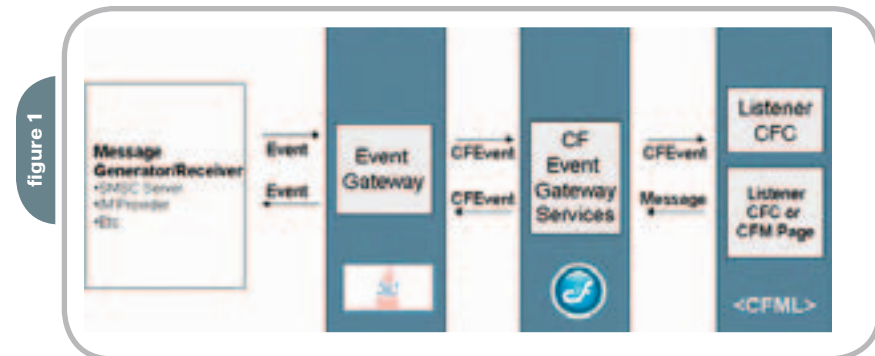 figure 1
Message
Generator/Receiver
•SMSC Server
•IM Provider
•Etc
Event
Event
Event
Gateway
CFEvent
CFEvent
CF
Event
Gateway
Services
CFEvent
Message
Listener
CFC
Listener
CFC or
CFM Page
<CFML>